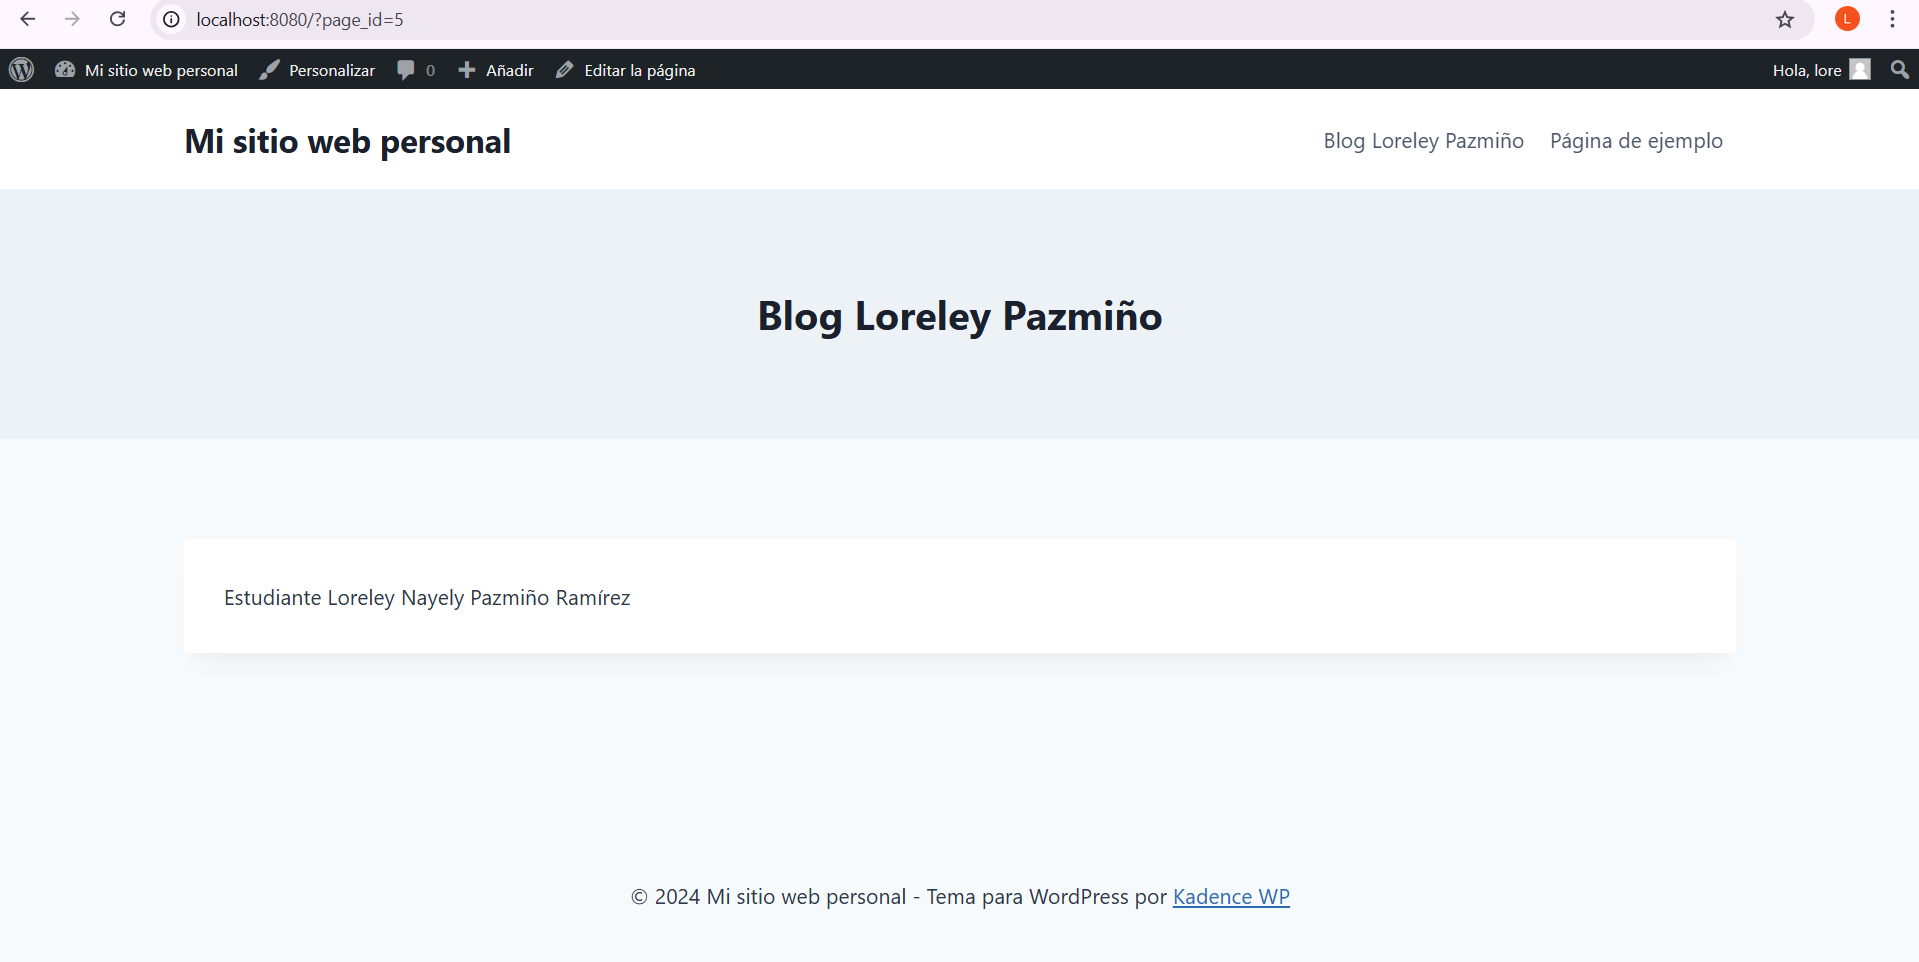 localhost:8080/?page_id=5
L
Mi sitio web personal Personalizar 0 Añadir Editar la página Hola, lore
Mi sitio web personal Blog Loreley Pazmiño Página de ejemplo
Blog Loreley Pazmiño
Estudiante Loreley Nayely Pazmiño Ramírez
© 2024 Mi sitio web personal - Tema para WordPress por Kadence WP